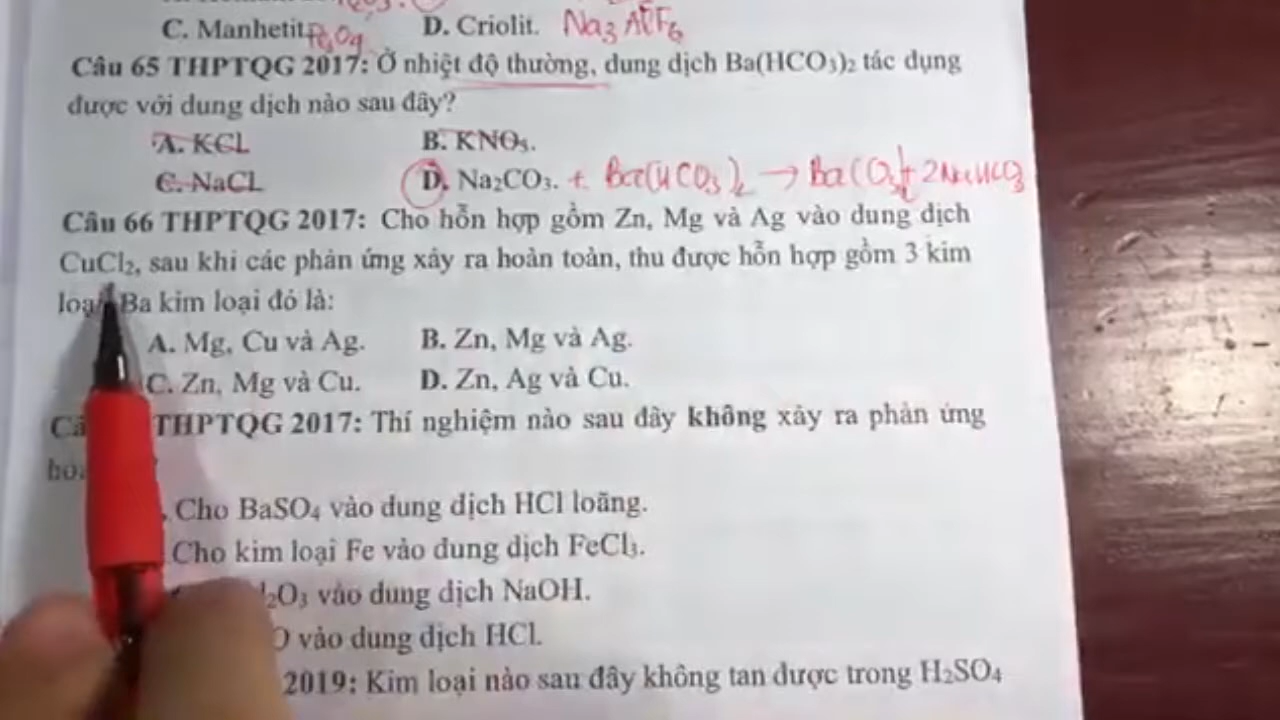 C. Manhetit. Fe3O4 D. Criolit. Na3AlF6
Câu 65 THPTQG 2017: Ở nhiệt độ thường, dung dịch Ba(HCO₃)₂ tác dụng
được với dung dịch nào sau đây?
A. KCL B. KNO₃.
C. NaCL D. Na₂CO₃. + Ba(HCO3)2 → BaCO3↓ + 2NaHCO3
Câu 66 THPTQG 2017: Cho hỗn hợp gồm Zn, Mg và Ag vào dung dịch
CuCl₂, sau khi các phản ứng xảy ra hoàn toàn, thu được hỗn hợp gồm 3 kim
loại Ba kim loại đó là:
A. Mg, Cu và Ag. B. Zn, Mg và Ag.
C. Zn, Mg và Cu. D. Zn, Ag và Cu.
THPTQG 2017: Thí nghiệm nào sau đây không xảy ra phản ứng
Cho BaSO₄ vào dung dịch HCl loãng.
Cho kim loại Fe vào dung dịch FeCl₃.
₂O₃ vào dung dịch NaOH.
O vào dung dịch HCl.
2019: Kim loại nào sau đây không tan được trong H₂SO₄